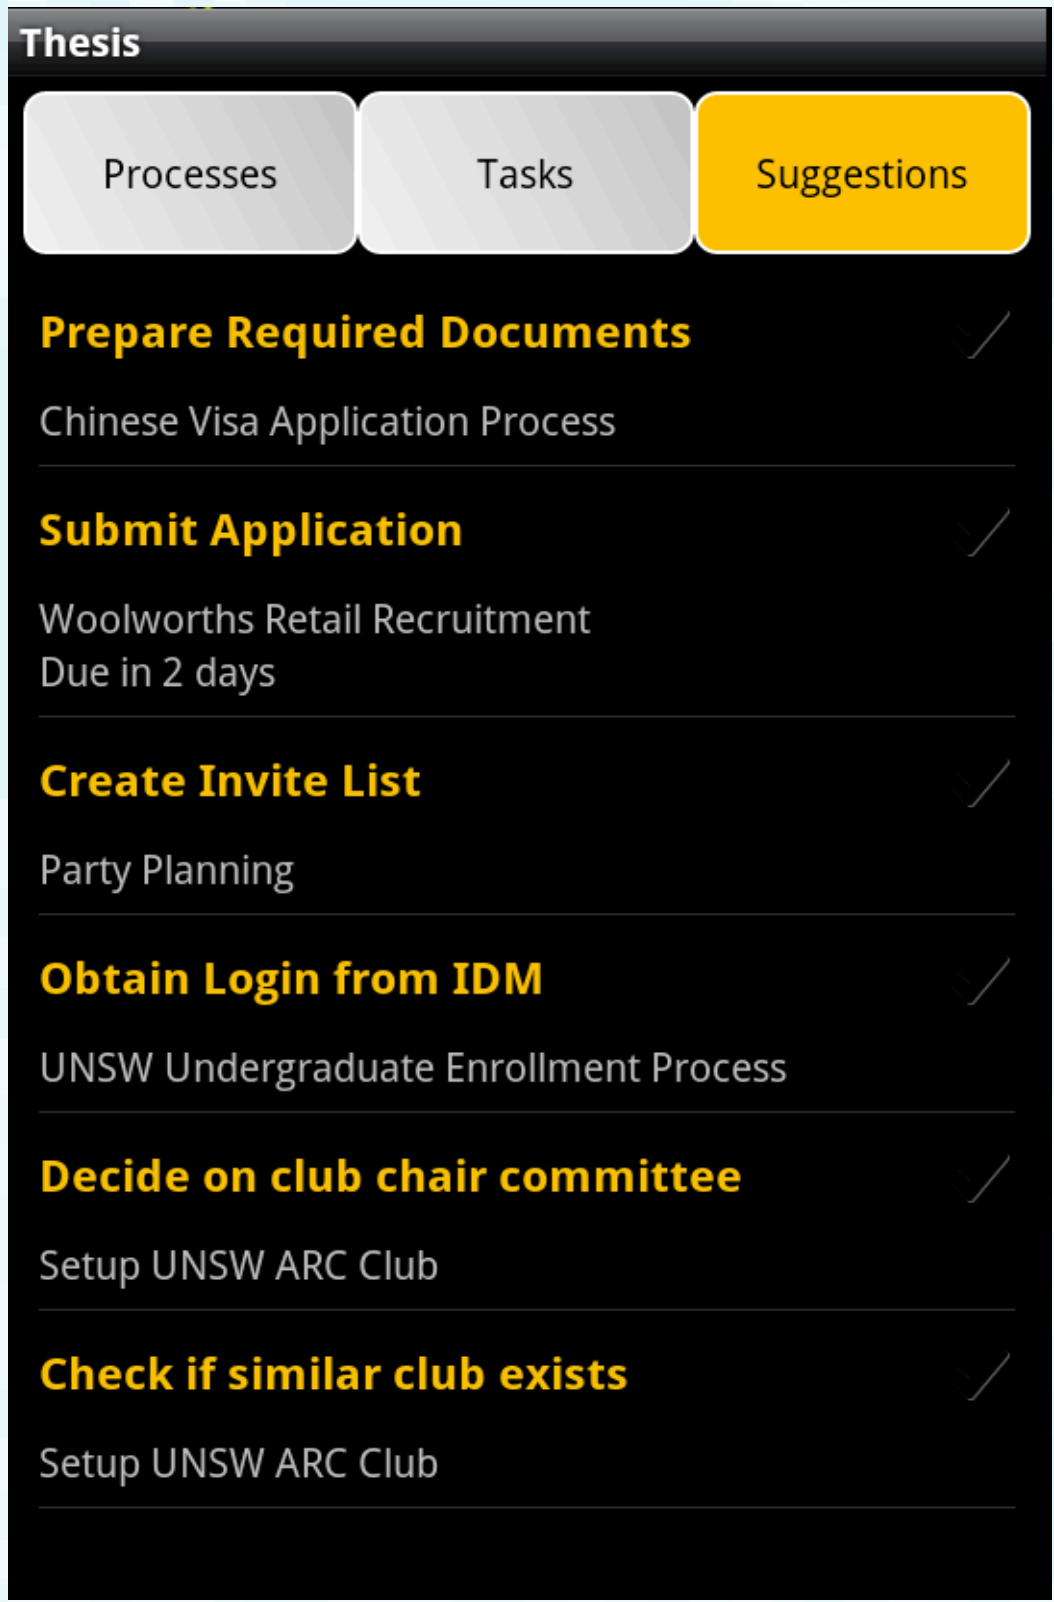 Thesis
Processes
Tasks
Suggestions
Prepare Required Documents
Chinese Visa Application Process
Submit Application
Woolworths Retail Recruitment
Due in 2 days
Create Invite List
Party Planning
Obtain Login from IDM
UNSW Undergraduate Enrollment Process
Decide on club chair committee
Setup UNSW ARC Club
Check if similar club exists
Setup UNSW ARC Club